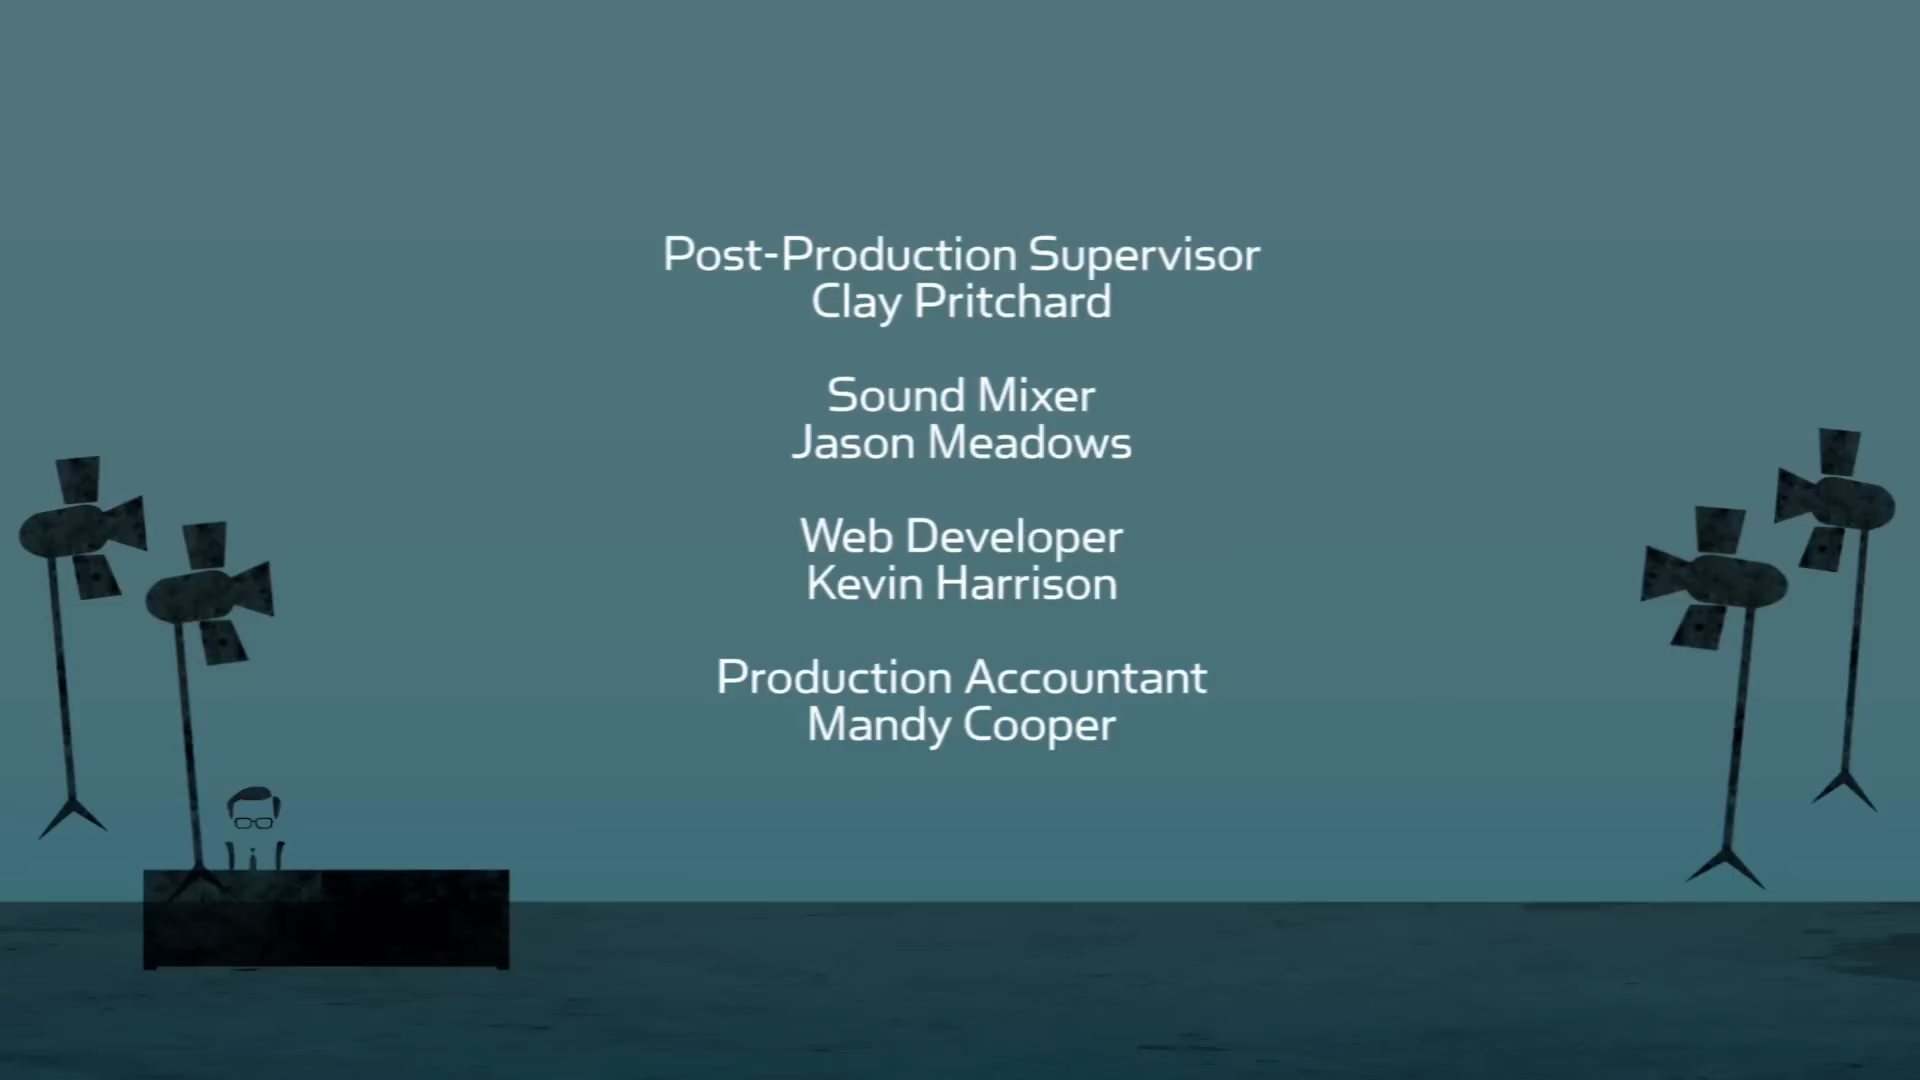 Post-Production Supervisor
Clay Pritchard
Sound Mixer
Jason Meadows
Web Developer
Kevin Harrison
Production Accountant
Mandy Cooper